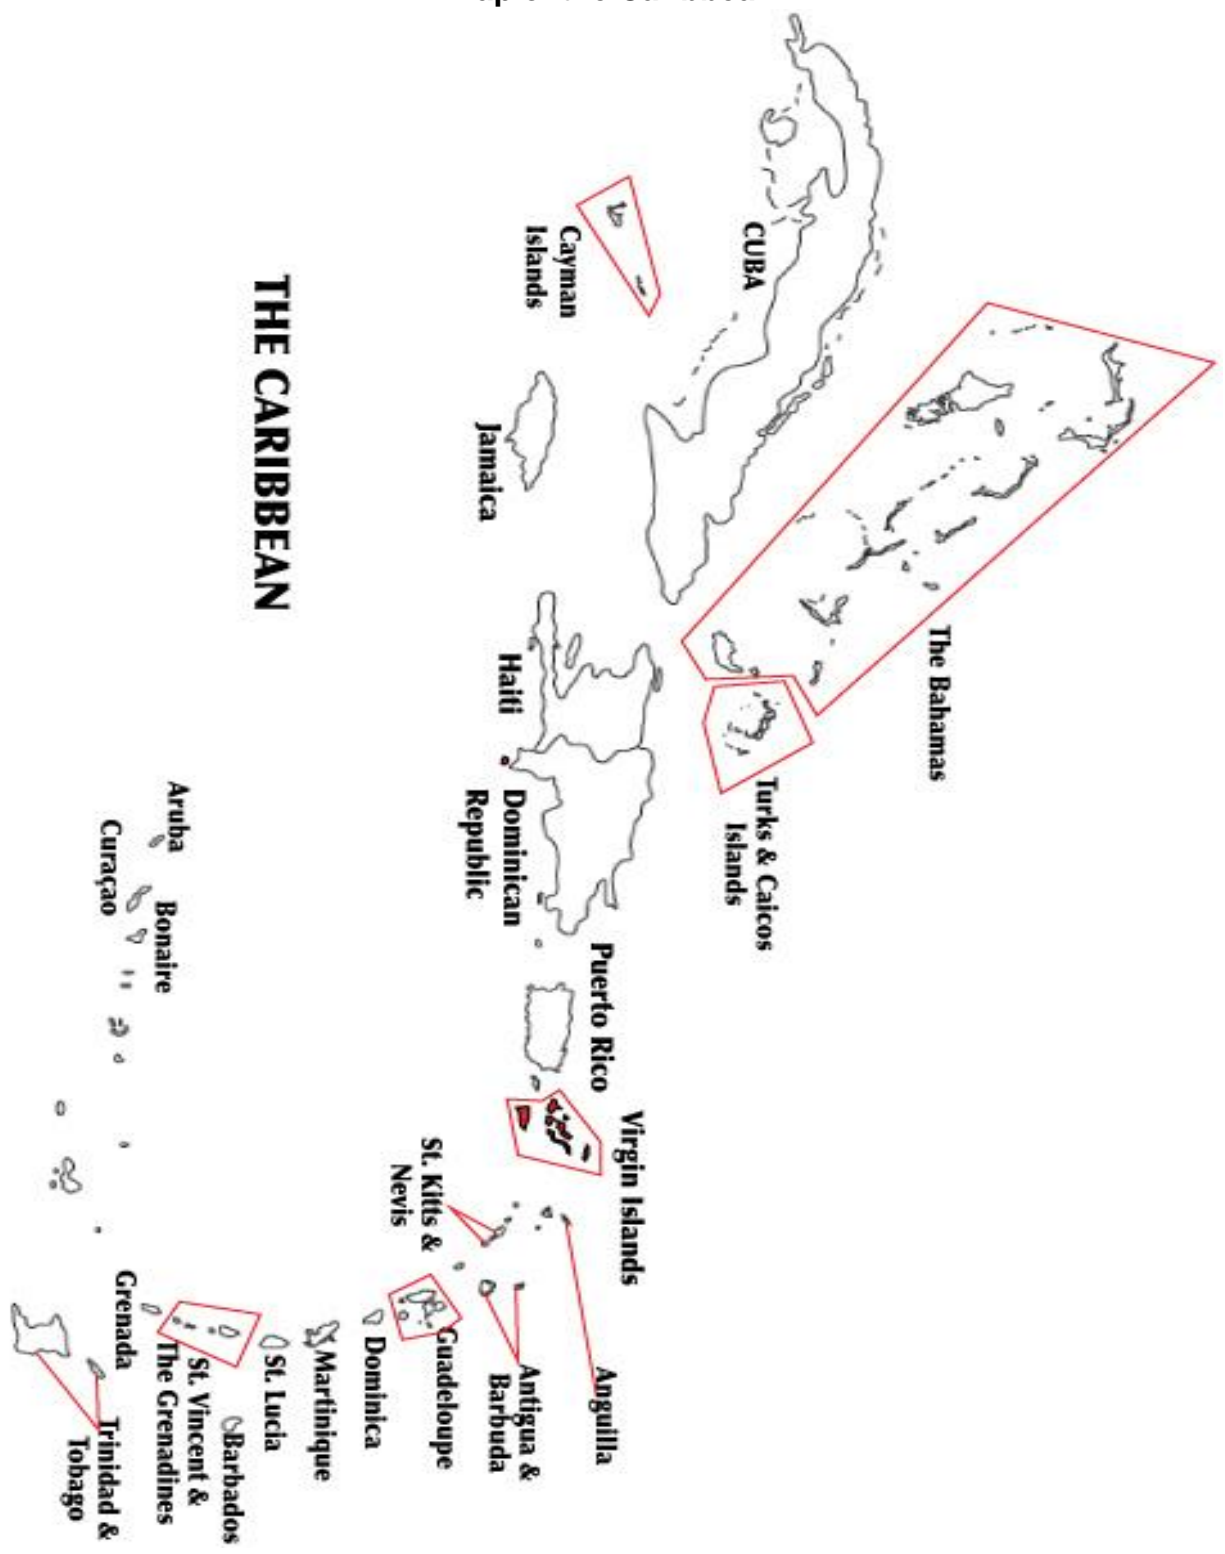 CUBA
Cayman
Islands
THE CARIBBEAN
Jamaica
The Bahamas
Turks & Caicos
Islands
Haiti
Dominican
Republic
Puerto Rico
Virgin Islands
Aruba
Curaçao
Bonaire
St. Kitts &
Nevis
Anguilla
Antigua &
Barbuda
Guadeloupe
Dominica
Martinique
St. Lucia
Barbados
St. Vincent &
The Grenadines
Grenada
Trinidad &
Tobago